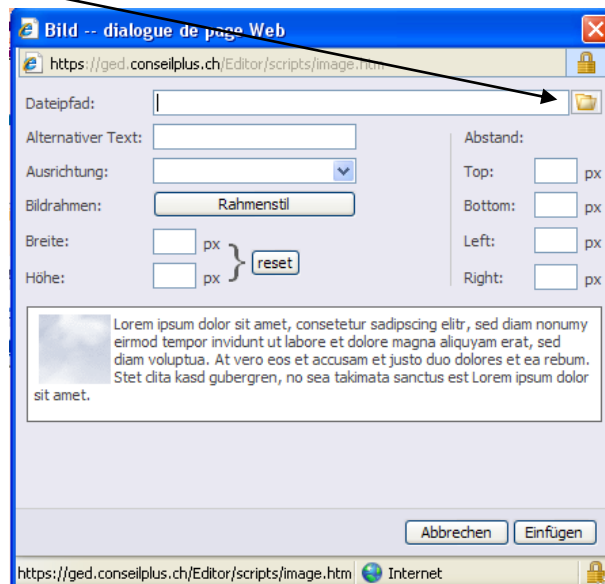 Bild -- dialogue de page Web
https://ged.conseilplus.ch/Editor/scripts/image.htm
Dateipfad:
Alternativer Text:
Abstand:
Ausrichtung:
Top: px
Bildrahmen: Rahmenstil
Bottom: px
Breite: px
Left: px
} reset
Höhe: px
Right: px
Lorem ipsum dolor sit amet, consetetur sadipscing elitr, sed diam nonumy
eirmod tempor invidunt ut labore et dolore magna aliquyam erat, sed
diam voluptua. At vero eos et accusam et justo duo dolores et ea rebum.
Stet clita kasd gubergren, no sea takimata sanctus est Lorem ipsum dolor
sit amet.
Abbrechen Einfügen
https://ged.conseilplus.ch/Editor/scripts/image.htm Internet